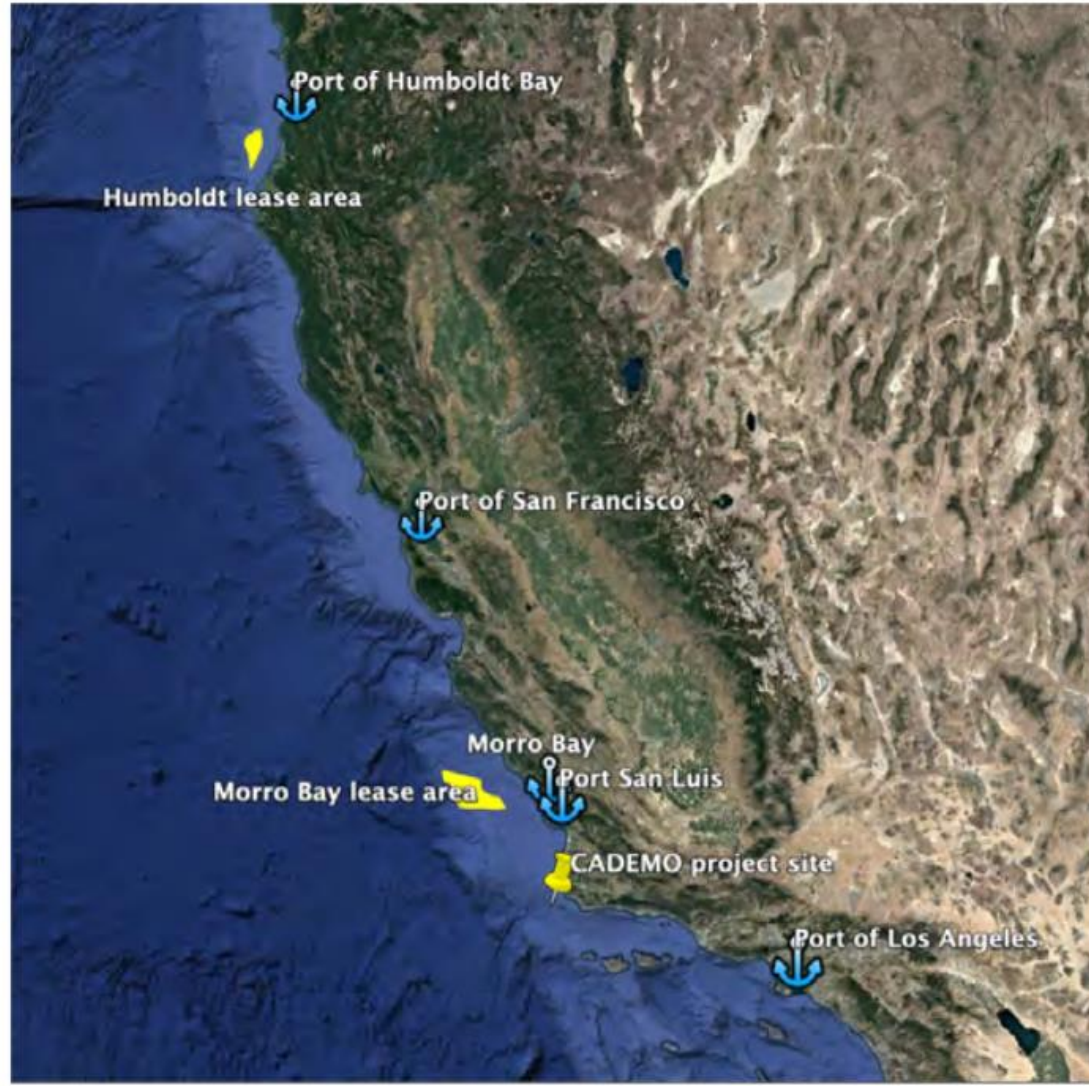 Port of Humboldt Bay
Humboldt lease area
Port of San Francisco
Morro Bay
Port San Luis
Morro Bay lease area
CADEMO project site
Port of Los Angeles